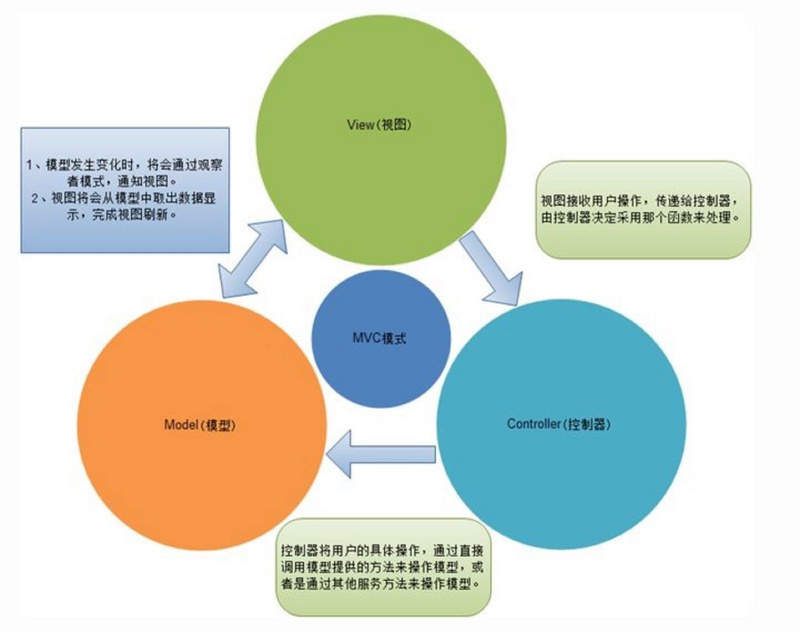 View(视图)
1、模型发生变化时，将会通过观察
者模式，通知视图。
2、视图将会从模型中取出数据显
示，完成视图刷新。
视图接收用户操作，传递给控制器，
由控制器决定采用那个函数来处理。
MVC模式
Model(模型)
Controller(控制器)
控制器将用户的具体操作，通过直接
调用模型提供的方法来操作模型，或
者是通过其他服务方法来操作模型。